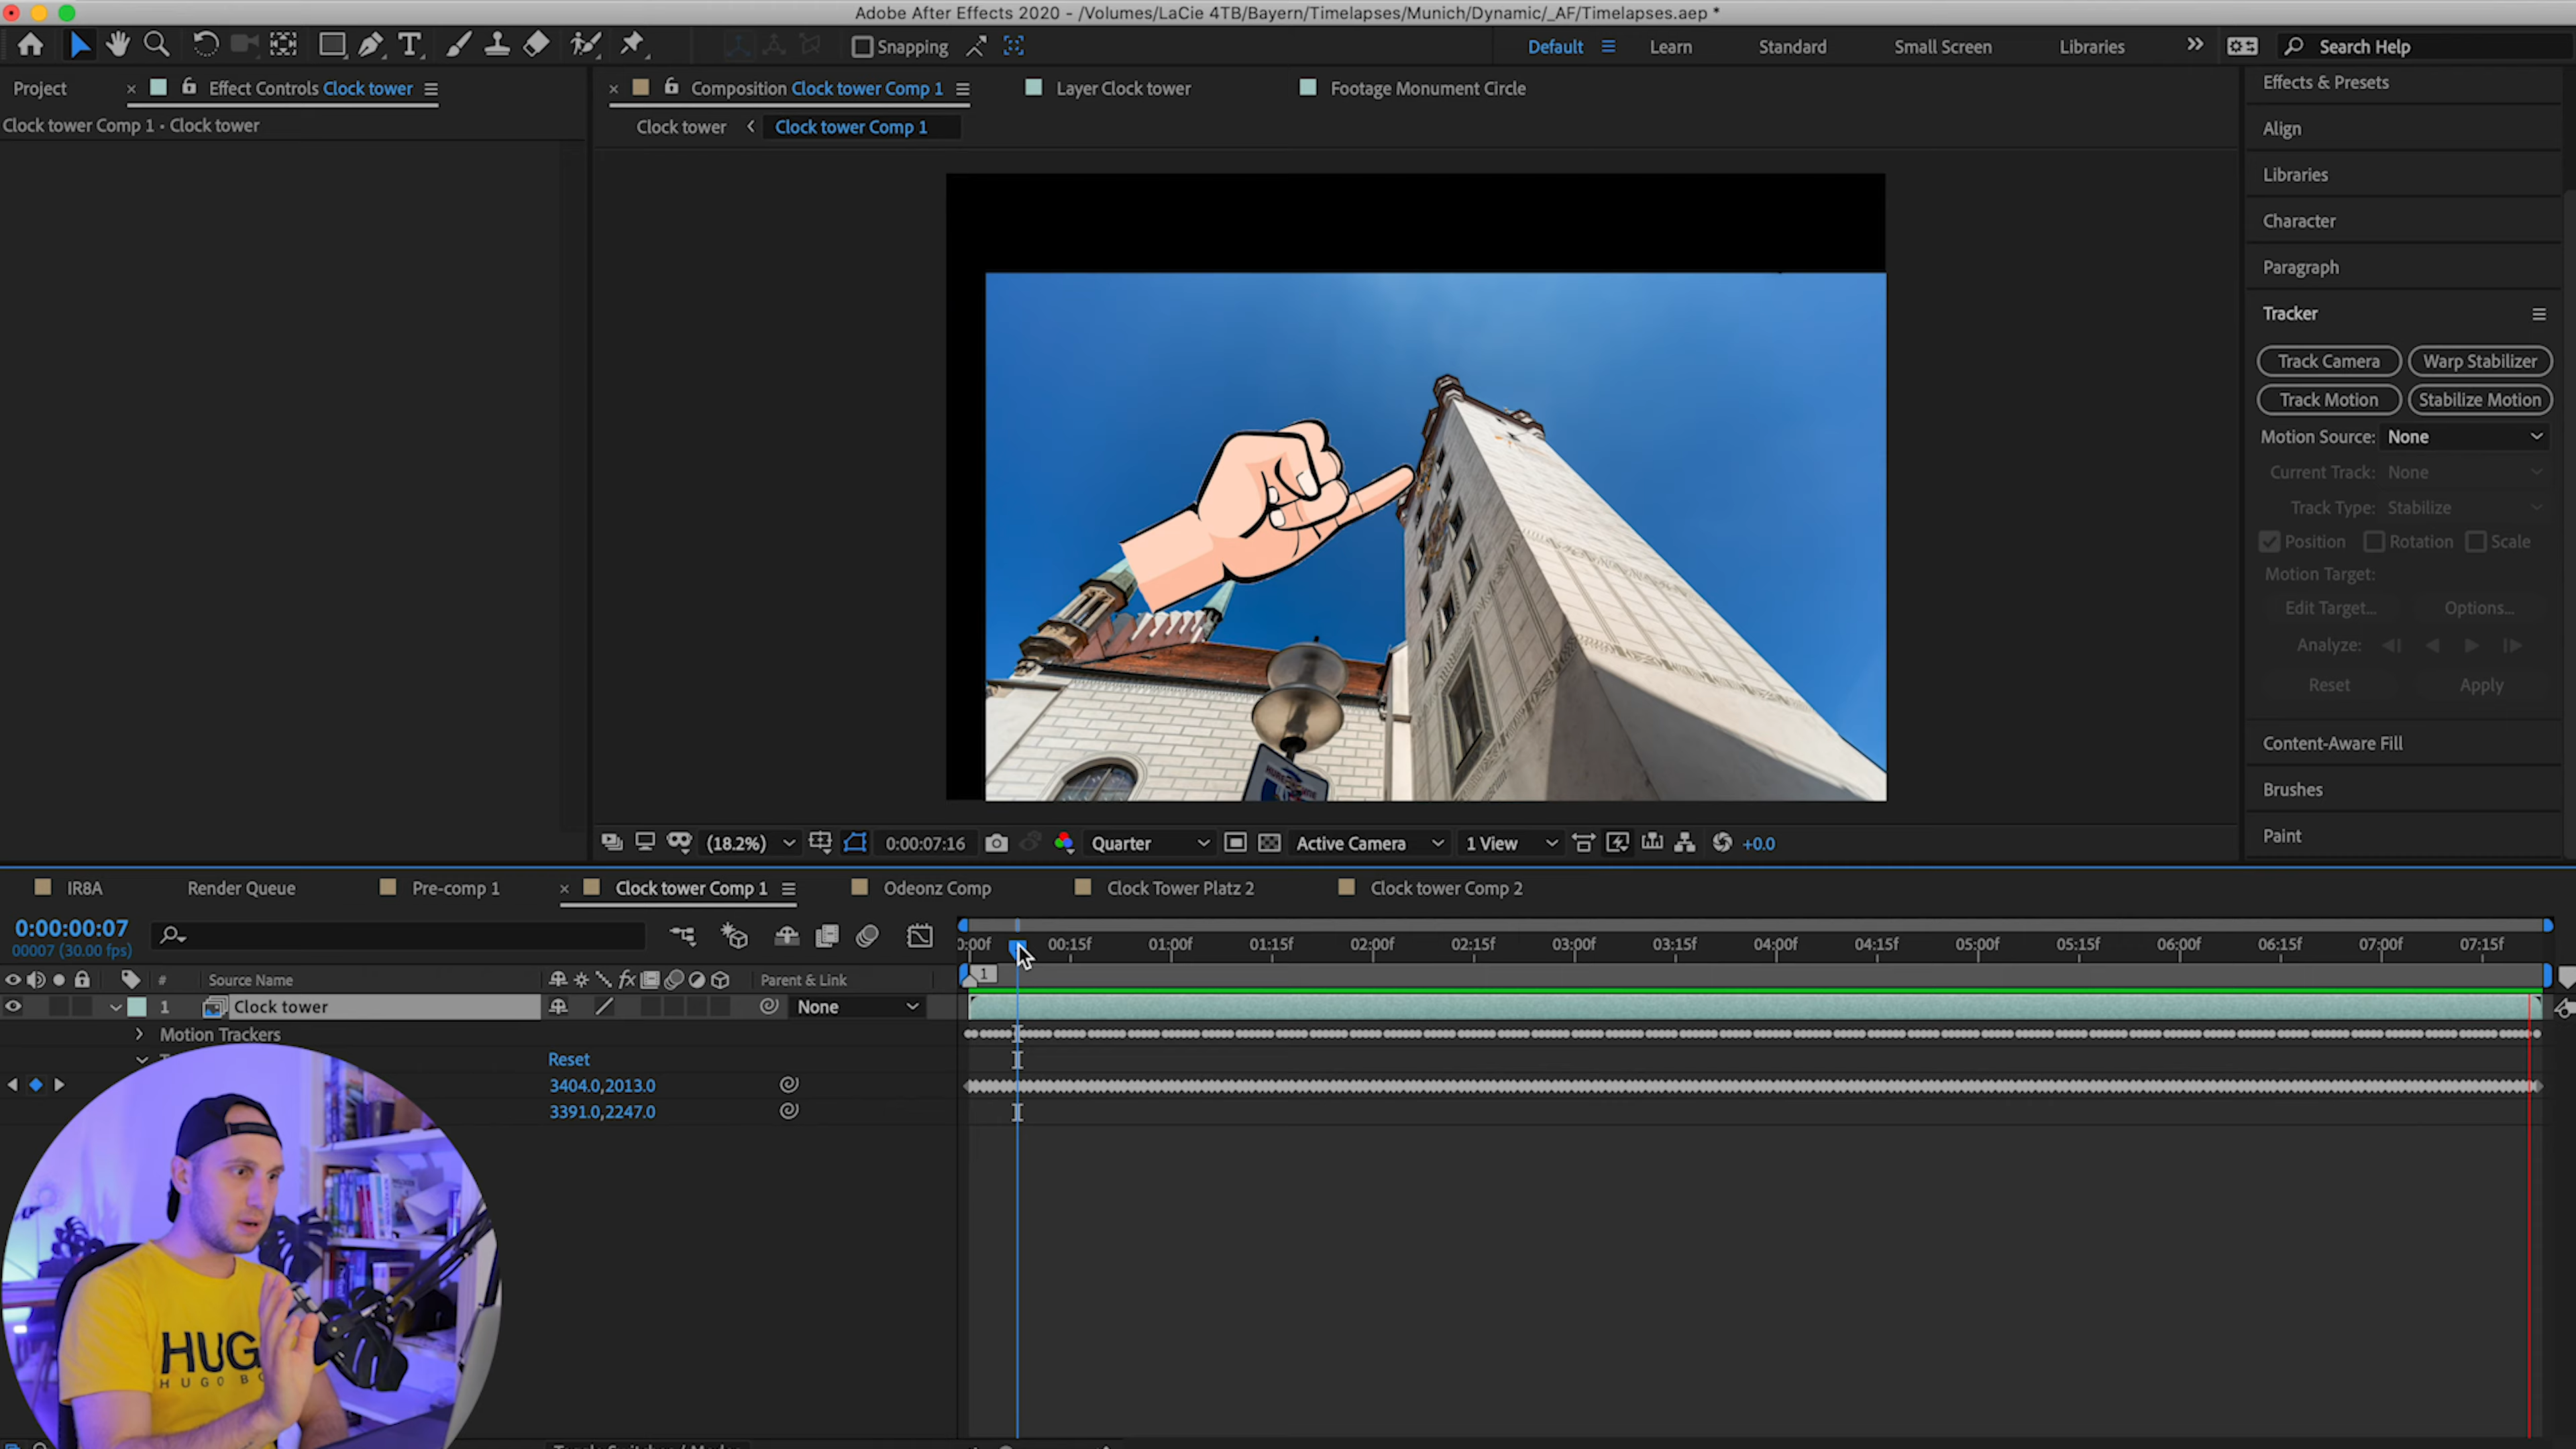 Adobe After Effects 2020 - /Volumes/LaCie 4TB/Bayern/Timelapses/Munich/Dynamic/_AF/Timelapses.aep *
T Snapping Default Learn Standard Small Screen Libraries Search Help
Project Effect Controls Clock tower Composition Clock tower Comp 1 Layer Clock tower Footage Monument Circle
Clock tower Comp 1 • Clock tower
Clock tower Clock tower Comp 1
Effects & Presets
Align
Libraries
Character
Paragraph
Tracker
Track Camera Warp Stabilizer
Track Motion Stabilize Motion
Motion Source: None
Current Track: None
Track Type: Stabilize
Position Rotation Scale
Motion Target:
Edit Target... Options...
Analyze:
Reset Apply
Content-Aware Fill
Brushes
Paint
(18.2%) 0:00:07:16 Quarter Active Camera 1 View +0.0
IR8A Render Queue Pre-comp 1 Clock tower Comp 1 Odeonz Comp Clock Tower Platz 2 Clock tower Comp 2
0:00:00:07
00007 (30.00 fps)
0:00f 00:15f 01:00f 01:15f 02:00f 02:15f 03:00f 03:15f 04:00f 04:15f 05:00f 05:15f 06:00f 06:15f 07:00f 07:15f
1
# Source Name fx Parent & Link
1 Clock tower None
Motion Trackers
Reset
3404.0,2013.0
3391.0,2247.0
HUG
HUGO BO